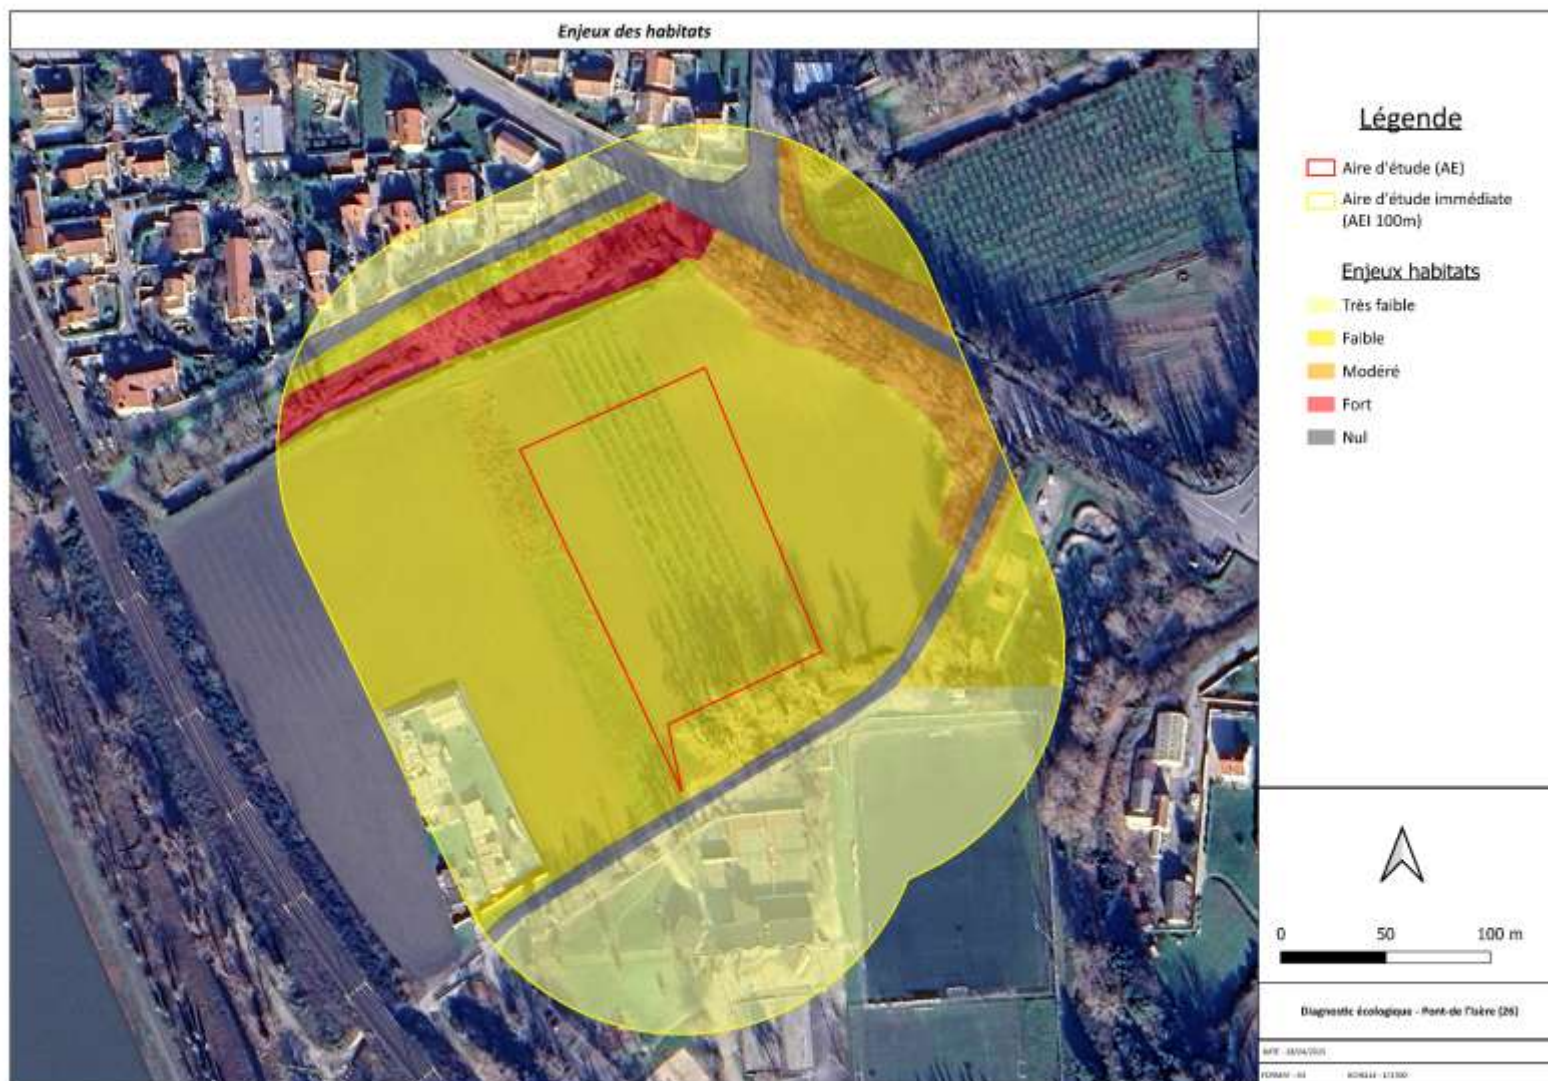 Enjeux des habitats
Légende
Aire d'étude (AE)
Aire d'étude immédiate
(AEI 100m)
Enjeux habitats
Très faible
Faible
Modéré
Fort
Nul
0 50 100 m
Diagnostic écologique - Pont-de l'Isère (26)